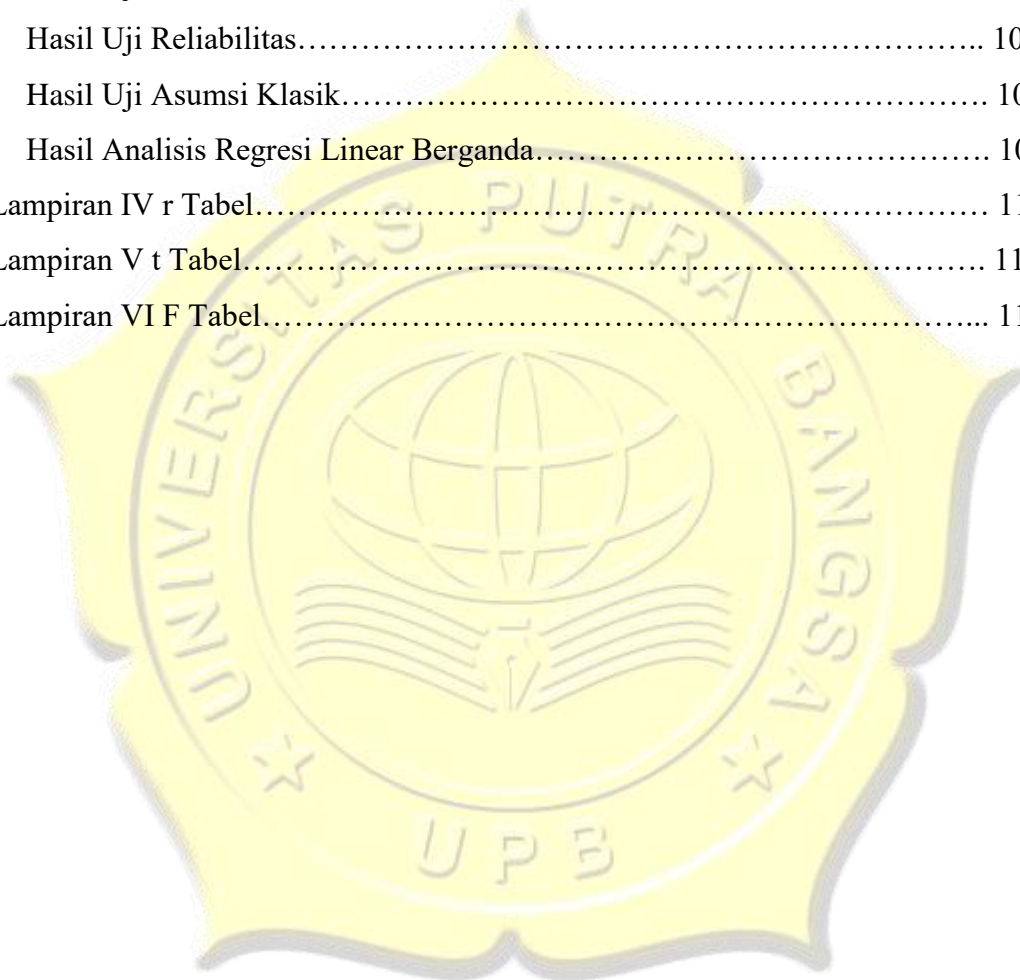 Hasil Uji Reliabilitas……………………………………………………….. 10
Hasil Uji Asumsi Klasik……………………………………………………. 10
Hasil Analisis Regresi Linear Berganda……………………………………. 10
Lampiran IV r Tabel…………………………………………………………… 11
Lampiran V t Tabel……………………………………………………………. 11
Lampiran VI F Tabel…………………………………………………………... 11
UNIVERSITAS PUTRA BANGSA
UPB